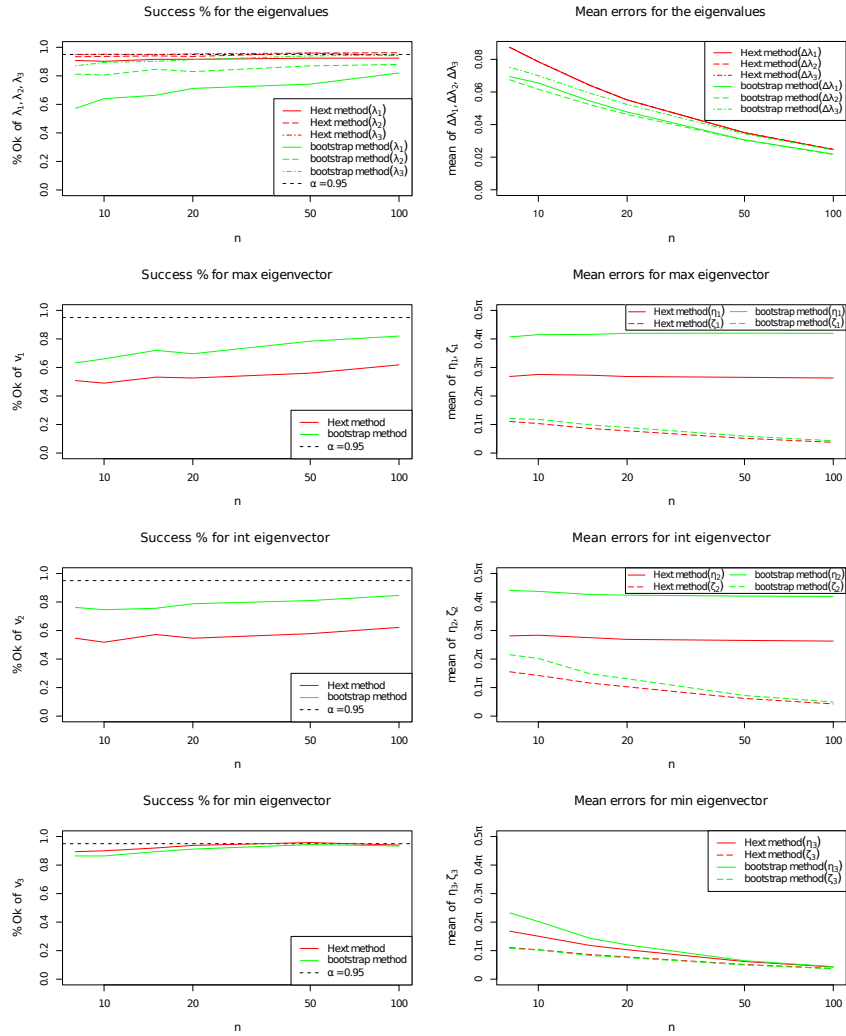 Success % for the eigenvalues
% Ok of λ₁, λ₂, λ₃
0.0
0.2
0.4
0.6
0.8
1.0
Hext method(λ₁)
Hext method(λ₂)
Hext method(λ₃)
bootstrap method(λ₁)
bootstrap method(λ₂)
bootstrap method(λ₃)
α = 0.95
10
20
50
100
n
Mean errors for the eigenvalues
mean of Δλ₁, Δλ₂, Δλ₃
0.00
0.02
0.04
0.06
0.08
Hext method(Δλ₁)
Hext method(Δλ₂)
Hext method(Δλ₃)
bootstrap method(Δλ₁)
bootstrap method(Δλ₂)
bootstrap method(Δλ₃)
10
20
50
100
n
Success % for max eigenvector
% Ok of v₁
0.0
0.2
0.4
0.6
0.8
1.0
Hext method
bootstrap method
α = 0.95
10
20
50
100
n
Mean errors for max eigenvector
mean of η₁, ζ₁
0
0.1π
0.2π
0.3π
0.4π
0.5π
Hext method(η₁)
Hext method(ζ₁)
bootstrap method(η₁)
bootstrap method(ζ₁)
10
20
50
100
n
Success % for int eigenvector
% Ok of v₂
0.0
0.2
0.4
0.6
0.8
1.0
Hext method
bootstrap method
α = 0.95
10
20
50
100
n
Mean errors for int eigenvector
mean of η₂, ζ₂
0
0.1π
0.2π
0.3π
0.4π
0.5π
Hext method(η₂)
Hext method(ζ₂)
bootstrap method(η₂)
bootstrap method(ζ₂)
10
20
50
100
n
Success % for min eigenvector
% Ok of v₃
0.0
0.2
0.4
0.6
0.8
1.0
Hext method
bootstrap method
α = 0.95
10
20
50
100
n
Mean errors for min eigenvector
mean of η₃, ζ₃
0
0.1π
0.2π
0.3π
0.4π
0.5π
Hext method(η₃)
Hext method(ζ₃)
bootstrap method(η₃)
bootstrap method(ζ₃)
10
20
50
100
n